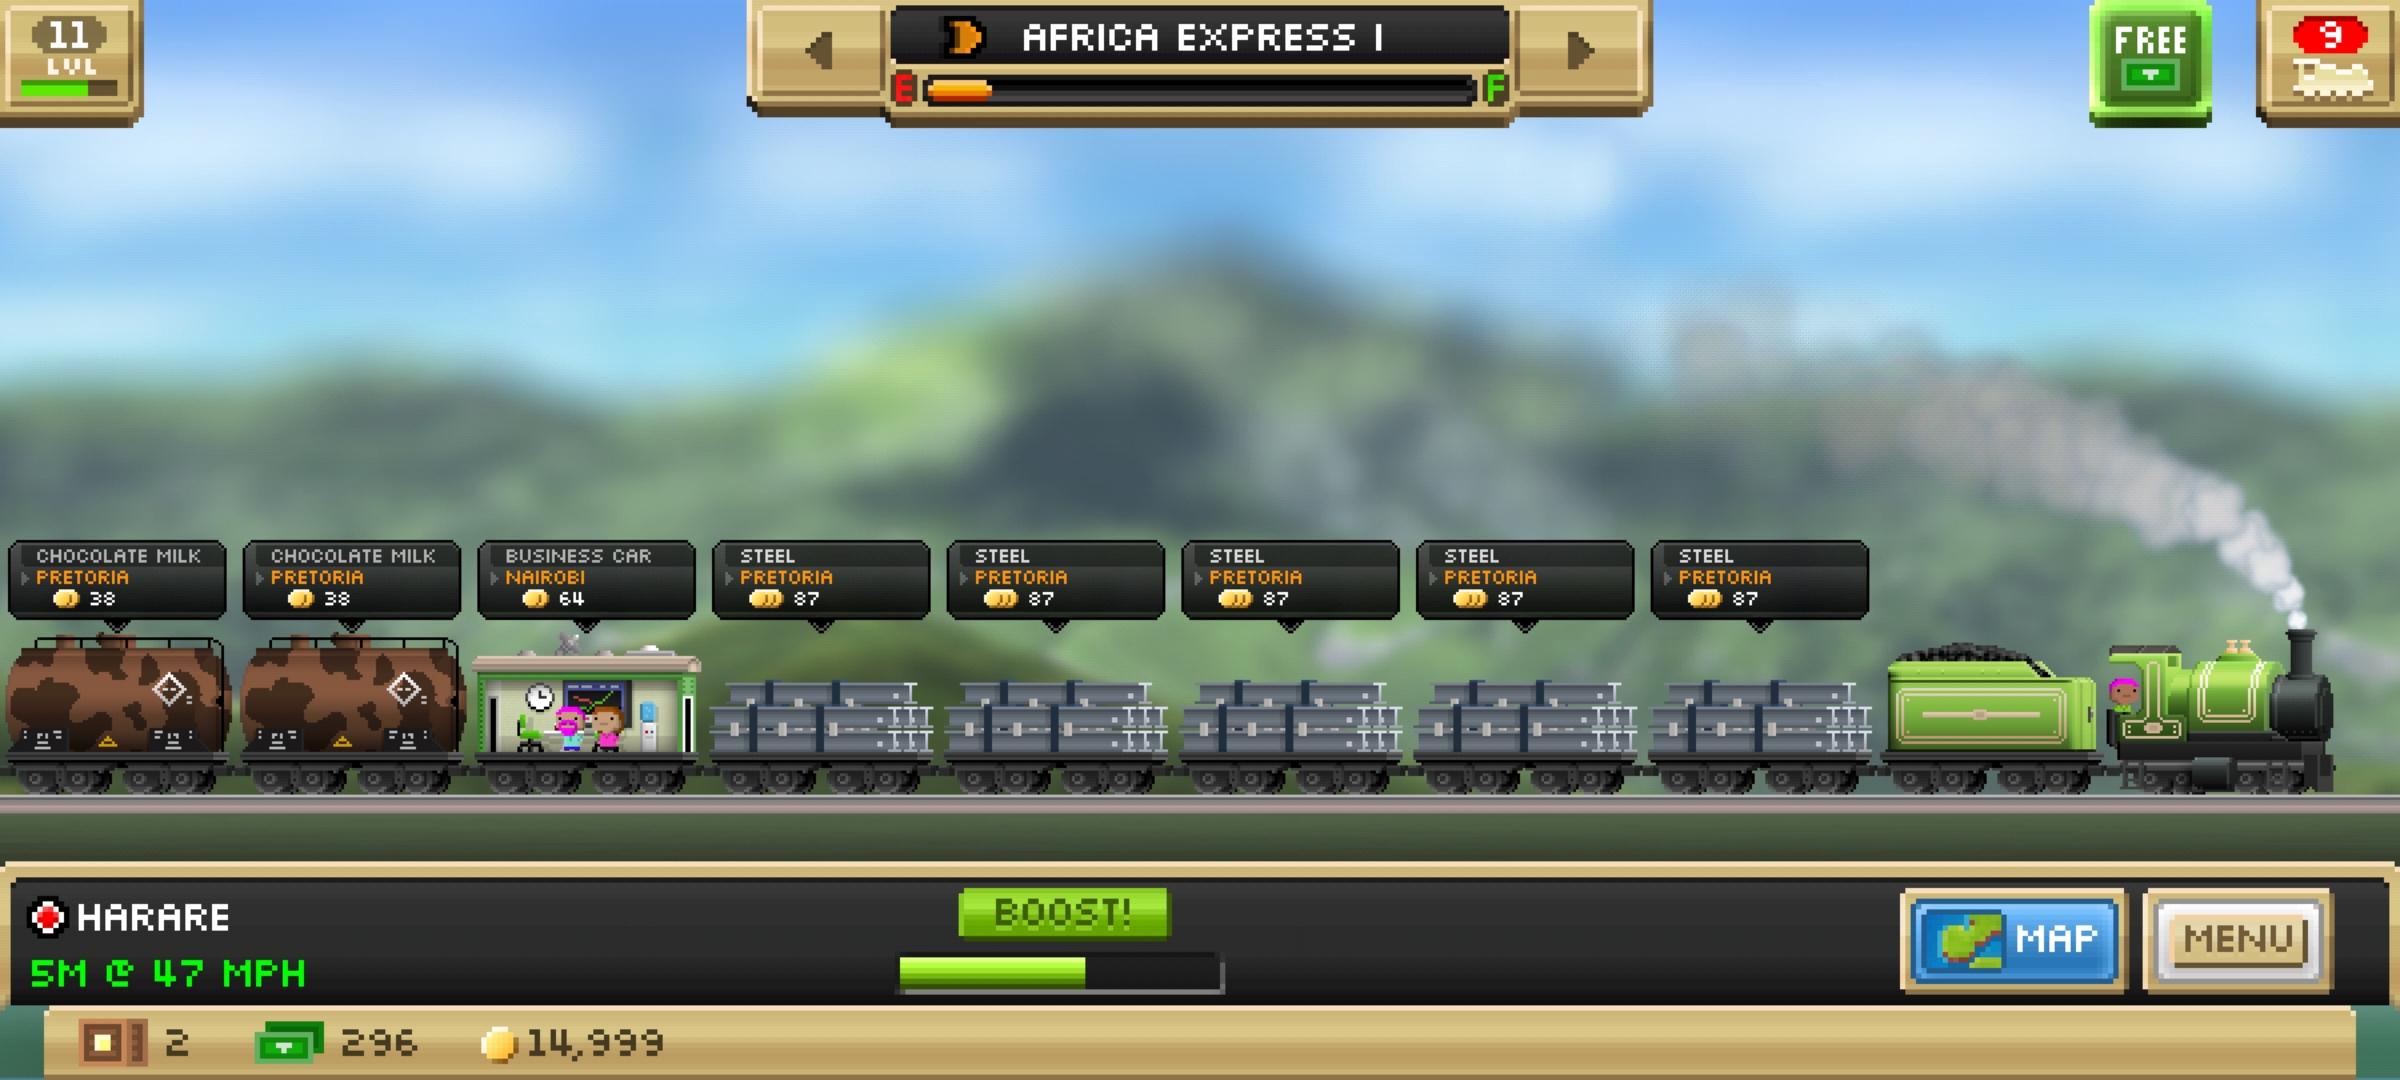 11
LVL
AFRICA EXPRESS I
E
F
FREE
9
CHOCOLATE MILK
PRETORIA
38
CHOCOLATE MILK
PRETORIA
38
BUSINESS CAR
NAIROBI
64
STEEL
PRETORIA
87
STEEL
PRETORIA
87
STEEL
PRETORIA
87
STEEL
PRETORIA
87
STEEL
PRETORIA
87
HARARE
5M @ 47 MPH
BOOST!
MAP
MENU
2
296
14,999